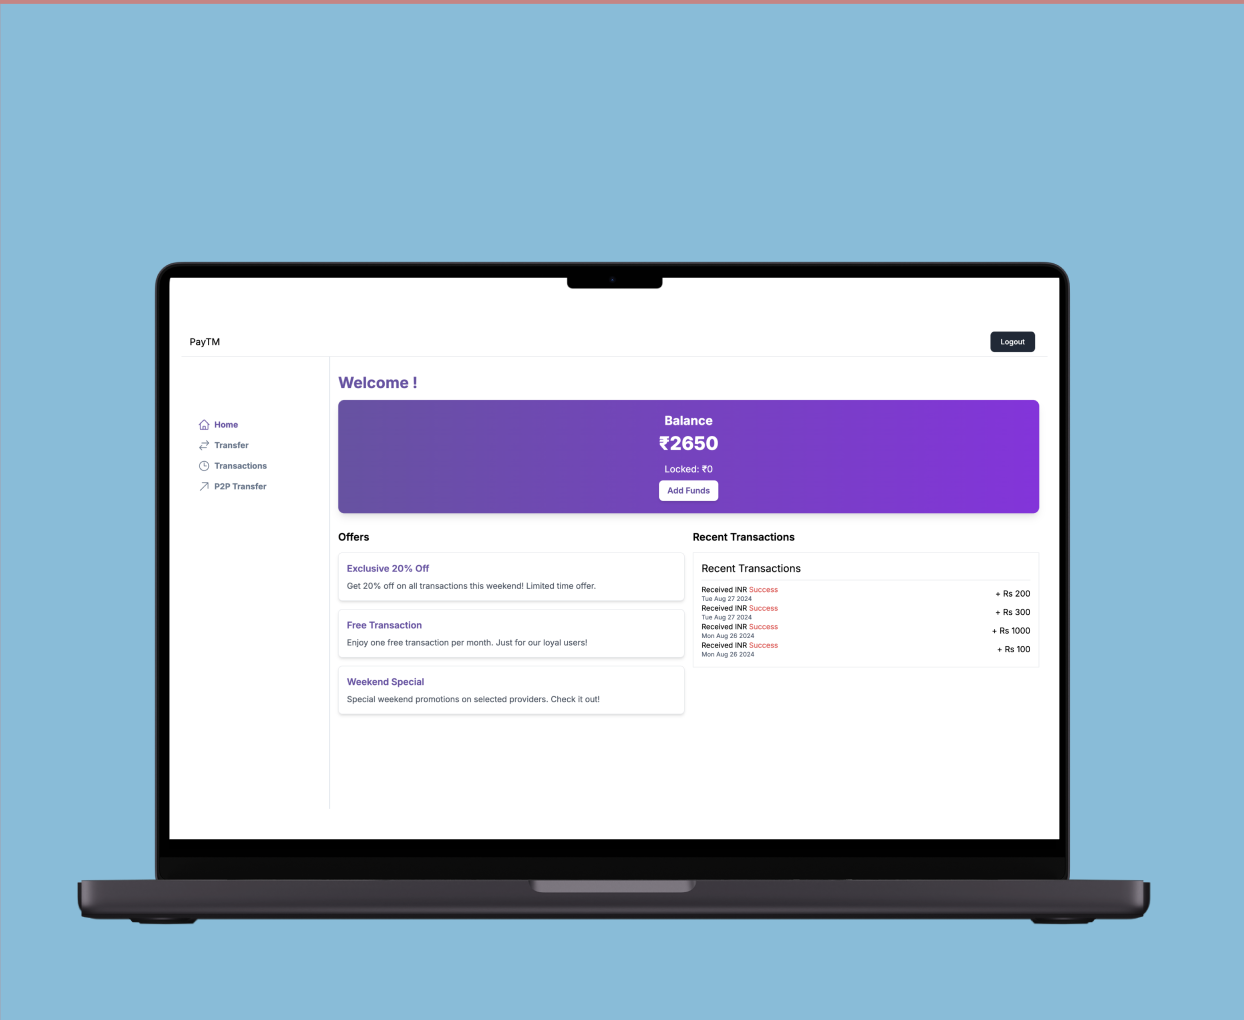 PayTM
Logout
Welcome !
Home
Transfer
Transactions
P2P Transfer
Balance
₹2650
Locked: ₹0
Add Funds
Offers
Exclusive 20% Off
Get 20% off on all transactions this weekend! Limited time offer.
Free Transaction
Enjoy one free transaction per month. Just for our loyal users!
Weekend Special
Special weekend promotions on selected providers. Check it out!
Recent Transactions
Recent Transactions
Received INR Success
Tue Aug 27 2024
+ Rs 200
Received INR Success
Tue Aug 27 2024
+ Rs 300
Received INR Success
Mon Aug 26 2024
+ Rs 1000
Received INR Success
Mon Aug 26 2024
+ Rs 100